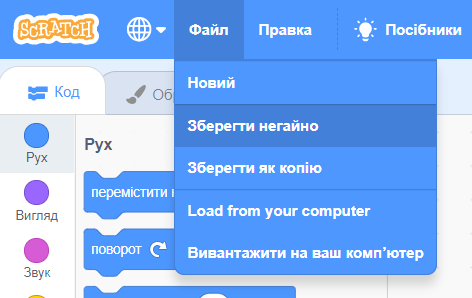 SCRATCH
Файл
Правка
Посібники
Код
Об
Новий
Зберегти негайно
Зберегти як копію
Load from your computer
Вивантажити на ваш комп'ютер
Рух
Вигляд
Звук
Рух
перемістити
поворот